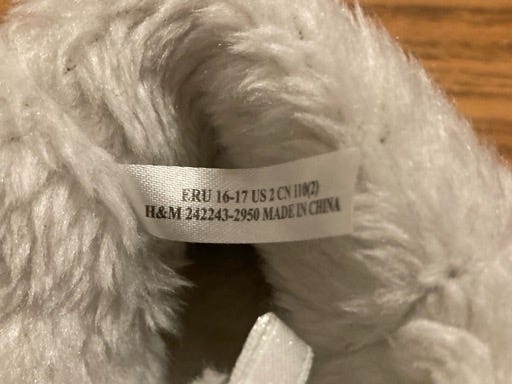 ERU 16-17 US 2 CN 110(2)
H&M 242243-2950 MADE IN CHINA